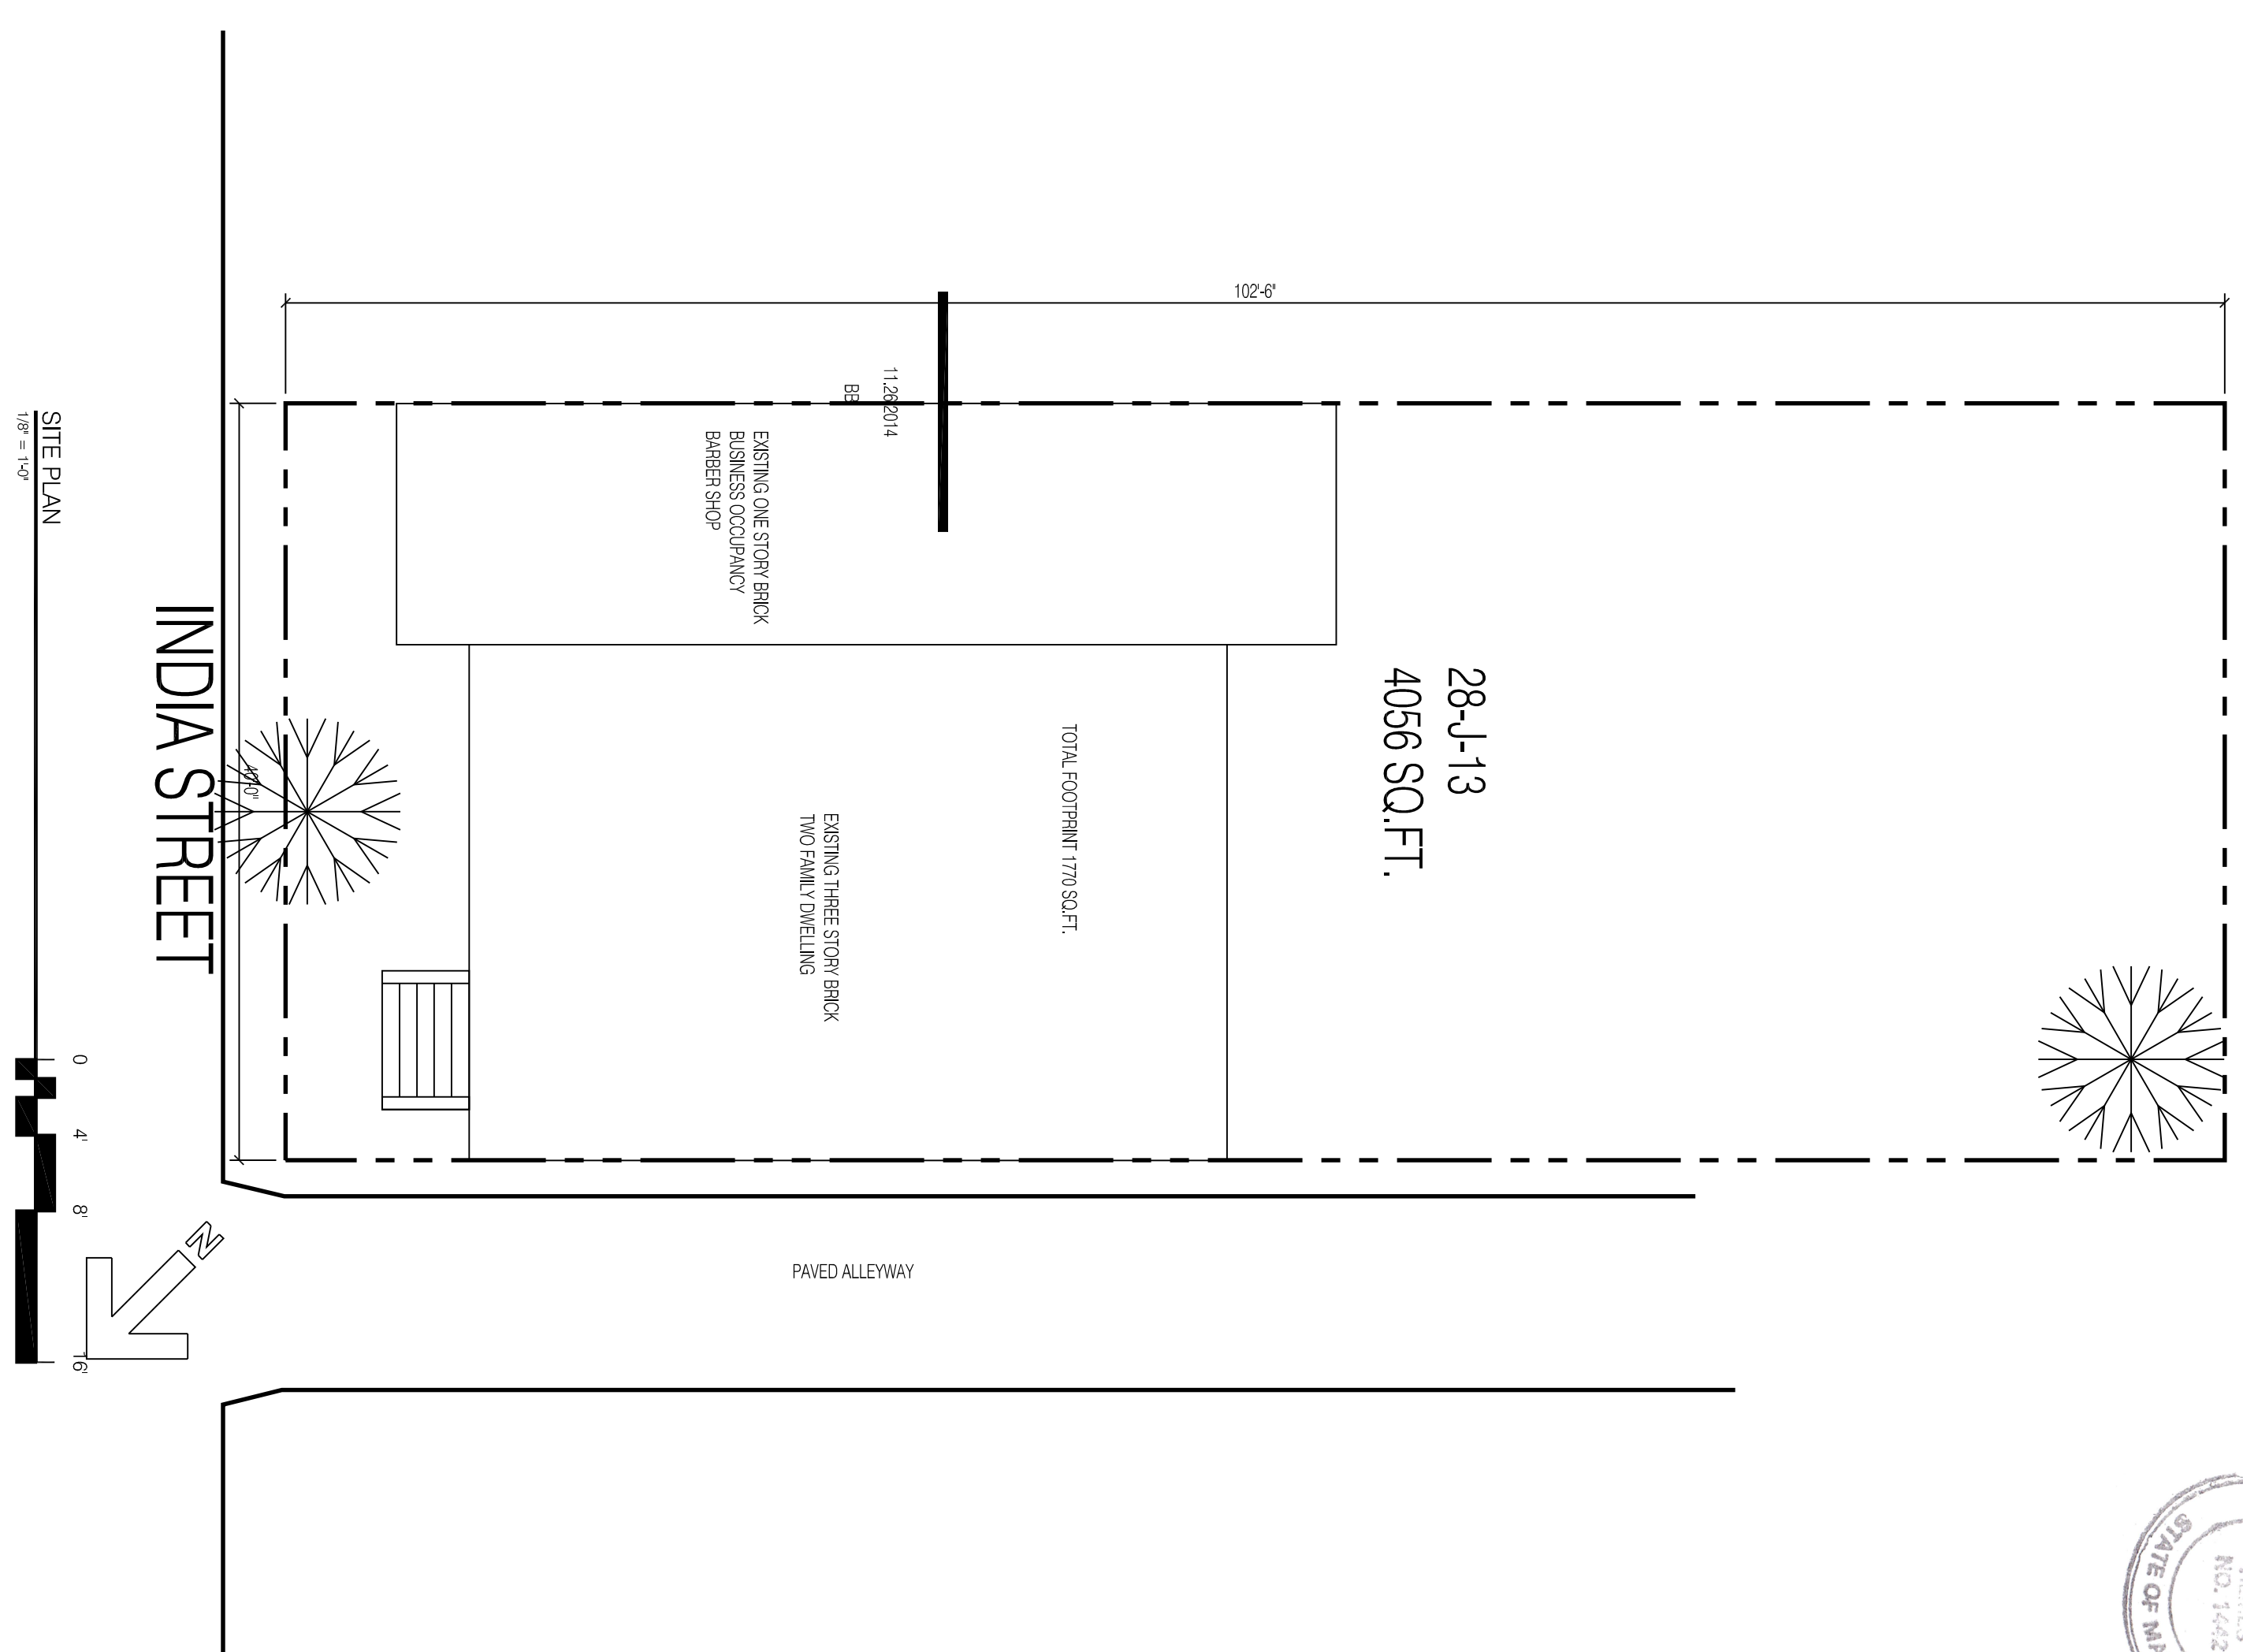 102'-6"
11.26.2014
BB
EXISTING ONE STORY BRICK
BUSINESS OCCUPANCY
BARBER SHOP
28-J-13
4056 SQ.FT.
TOTAL FOOTPRINT 1770 SQ.FT.
EXISTING THREE STORY BRICK
TWO FAMILY DWELLING
40'-0"
INDIA STREET
SITE PLAN
1/8" = 1'-0"
0
4'
8'
16'
N
PAVED ALLEYWAY
STATE OF
NO. 1442